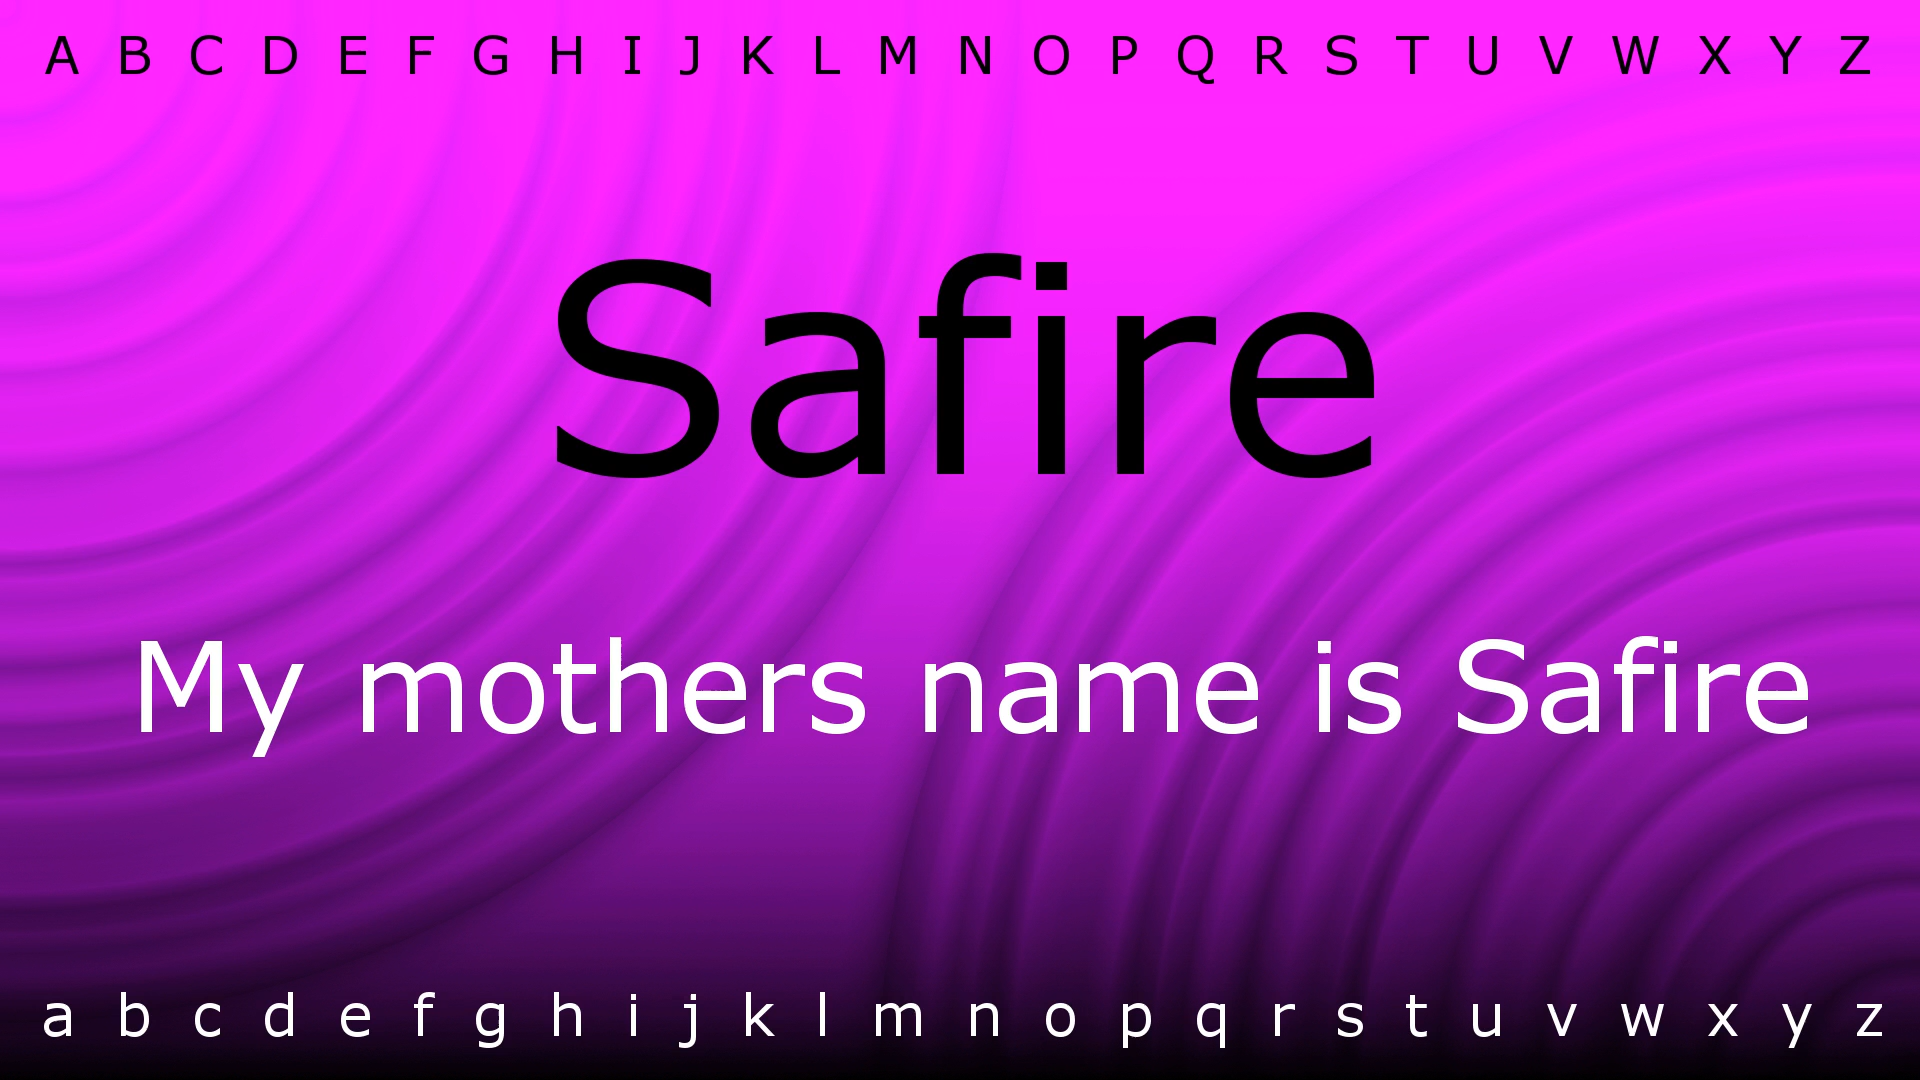 A B C D E F G H I J K L M N O P Q R S T U V W X Y Z
Safire
My mothers name is Safire
a b c d e f g h i j k l m n o p q r s t u v w x y z